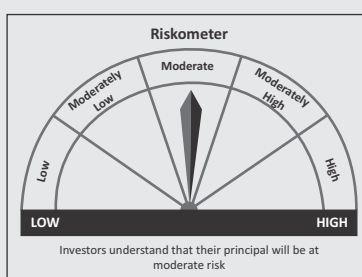 Riskometer
Low
Moderately
Low
Moderate
Moderately
High
High
LOW
HIGH
Investors understand that their principal will be at
moderate risk